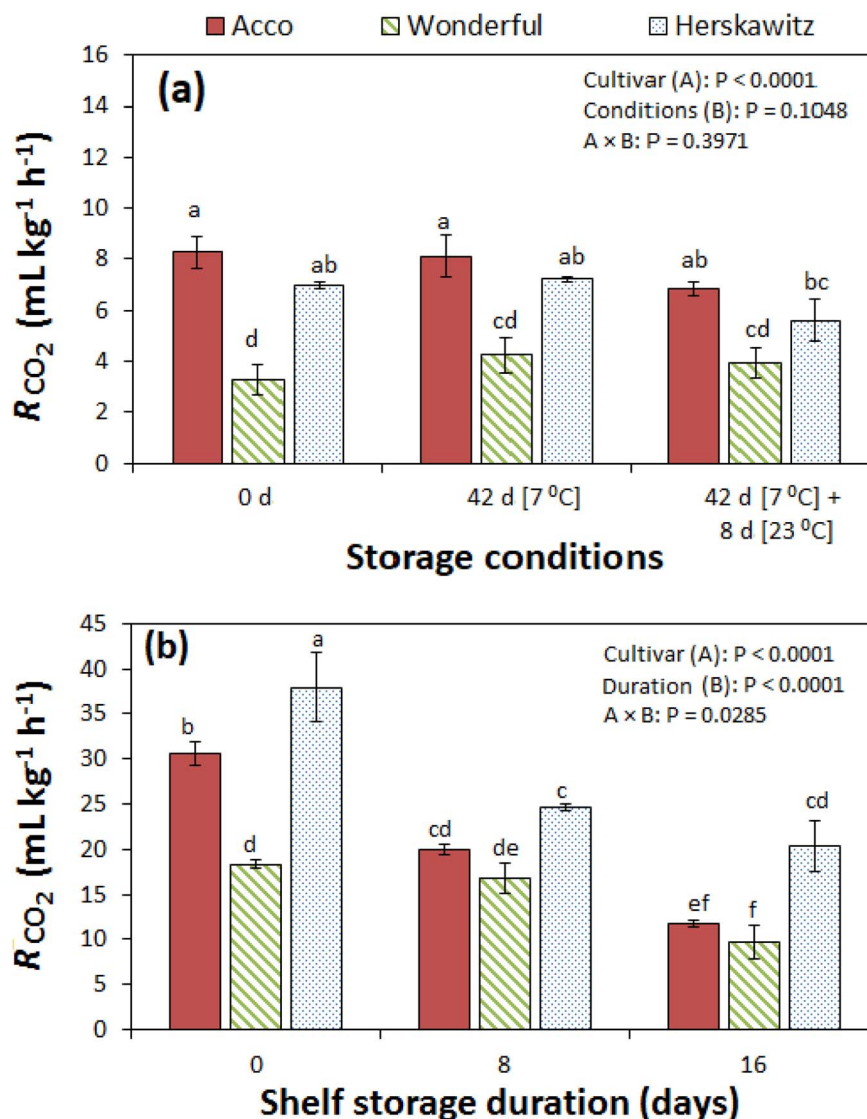 Acco Wonderful Herskawitz
(a)
Cultivar (A): P < 0.0001
Conditions (B): P = 0.1048
A × B: P = 0.3971
R CO₂ (mL kg⁻¹ h⁻¹)
16
14
12
10
8
6
4
2
0
a d ab
a cd ab
ab cd bc
0 d 42 d [7 ⁰C] 42 d [7 ⁰C] +
8 d [23 ⁰C]
Storage conditions
(b)
Cultivar (A): P < 0.0001
Duration (B): P < 0.0001
A × B: P = 0.0285
R CO₂ (mL kg⁻¹ h⁻¹)
45
40
35
30
25
20
15
10
5
0
b d a
cd de c
ef f cd
0 8 16
Shelf storage duration (days)